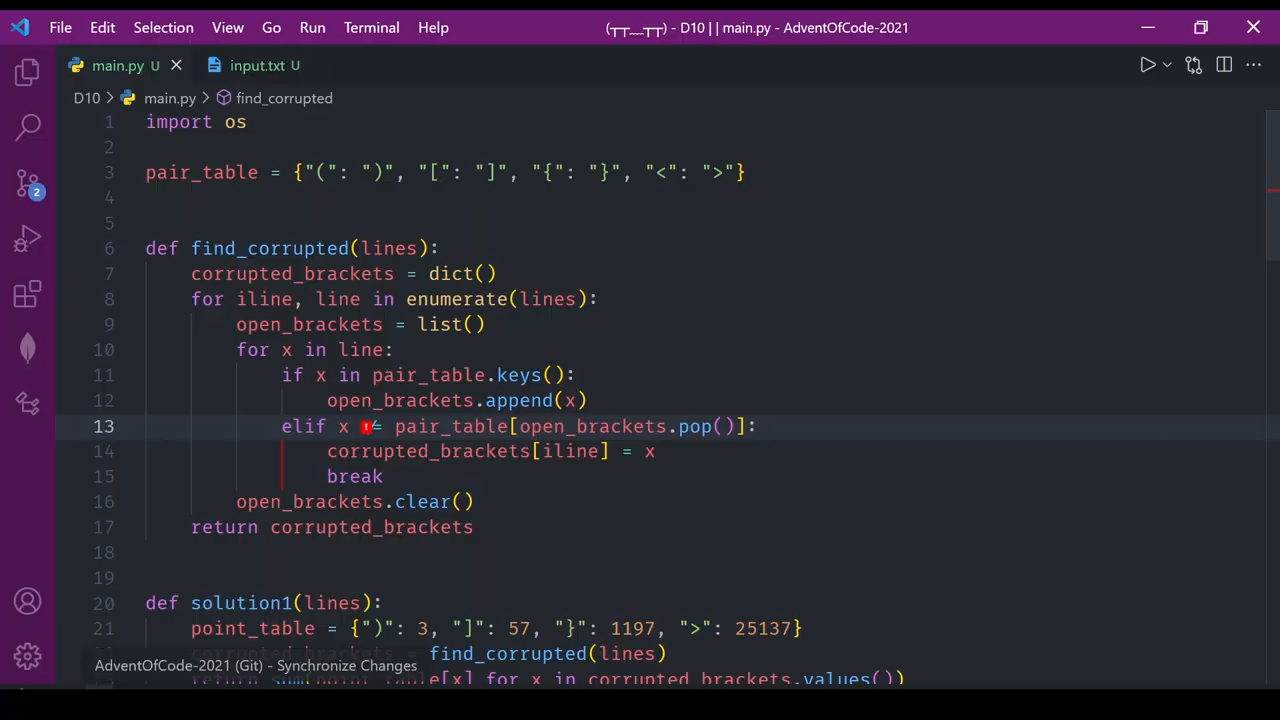 File Edit Selection View Go Run Terminal Help (┬┬﹏┬┬) - D10 || main.py - AdventOfCode-2021
main.py U input.txt U
D10 > main.py > find_corrupted
1 import os
2
3 pair_table = {"(": ")", "[": "]", "{": "}", "<": ">"}
4
5
6 def find_corrupted(lines):
7 corrupted_brackets = dict()
8 for iline, line in enumerate(lines):
9 open_brackets = list()
10 for x in line:
11 if x in pair_table.keys():
12 open_brackets.append(x)
13 elif x != pair_table[open_brackets.pop()]:
14 corrupted_brackets[iline] = x
15 break
16 open_brackets.clear()
17 return corrupted_brackets
18
19
20 def solution1(lines):
21 point_table = {")": 3, "]": 57, "}": 1197, ">": 25137}
corrupted_brackets = find_corrupted(lines)
return sum(point_table[x] for x in corrupted_brackets.values())
2
AdventOfCode-2021 (Git) - Synchronize Changes